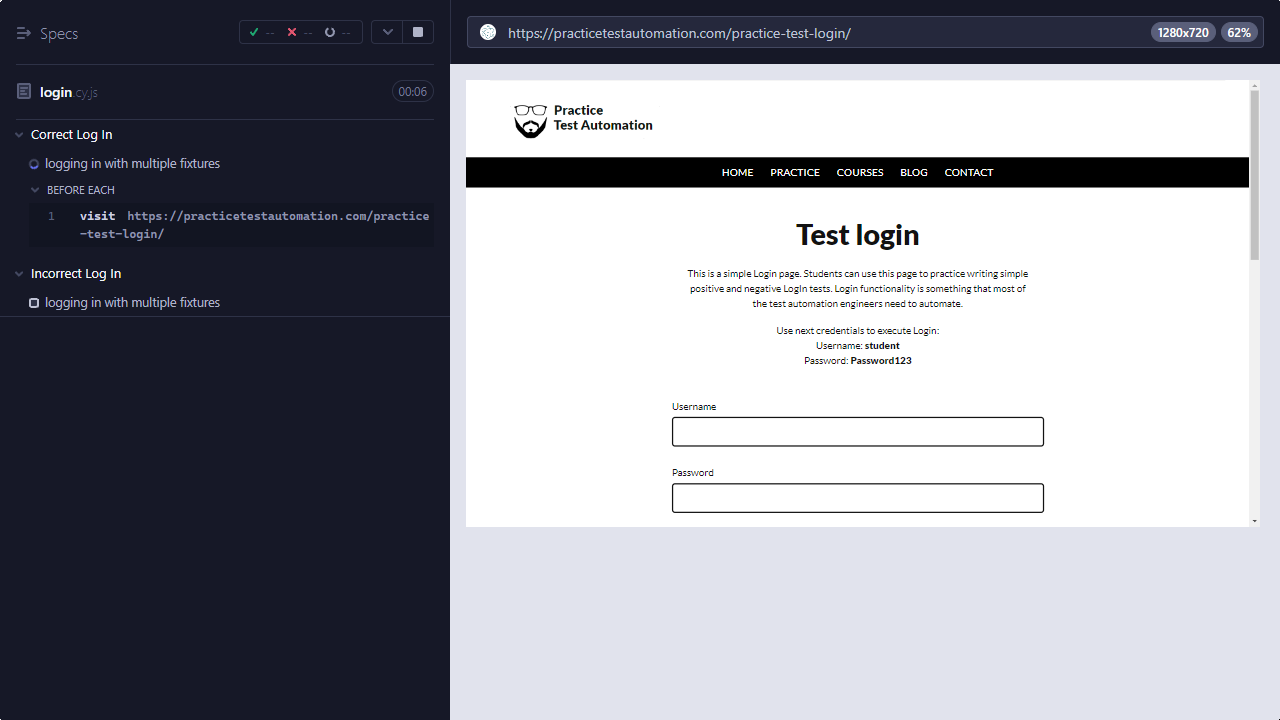 Specs
-- -- --
login.cy.js
00:06
Correct Log In
logging in with multiple fixtures
BEFORE EACH
1 visit https://practicetestautomation.com/practice
-test-login/
Incorrect Log In
logging in with multiple fixtures
https://practicetestautomation.com/practice-test-login/
1280x720
62%
Practice
Test Automation
HOME PRACTICE COURSES BLOG CONTACT
Test login
This is a simple Login page. Students can use this page to practice writing simple
positive and negative LogIn tests. Login functionality is something that most of
the test automation engineers need to automate.
Use next credentials to execute Login:
Username: student
Password: Password123
Username
Password